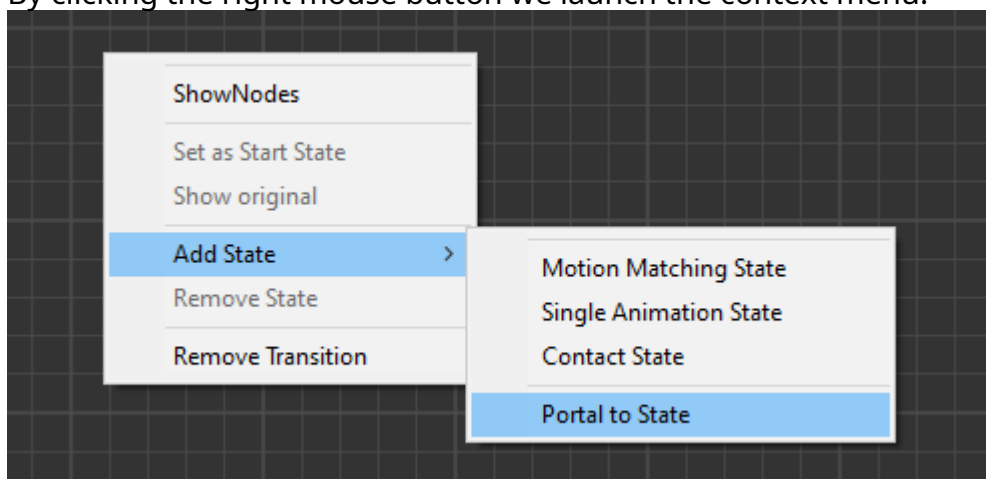 By clicking the right mouse button we launch the context menu.
ShowNodes
Set as Start State
Show original
Add State >
Remove State
Remove Transition
Motion Matching State
Single Animation State
Contact State
Portal to State